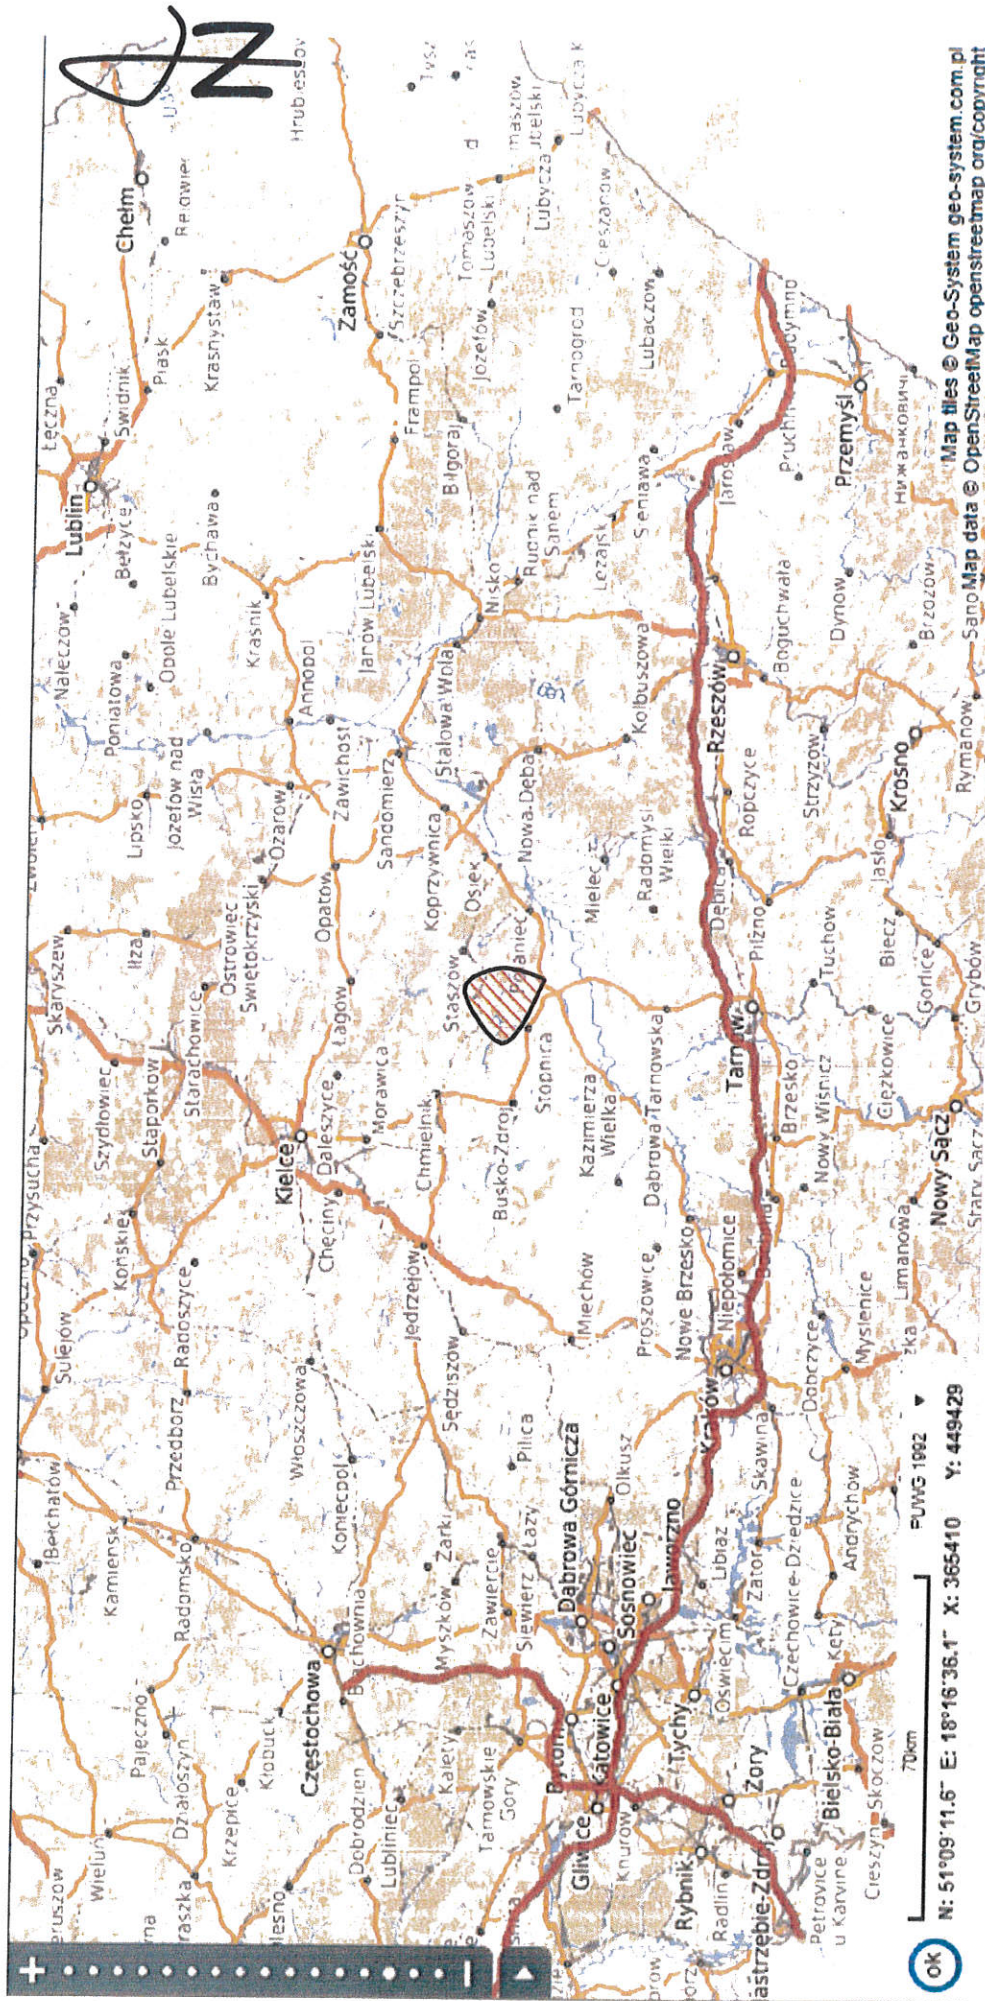 N
Hrubieszów
Łęczna
Chełm
Rejowiec
Lublin
Świdnik
Piask
Krasnystaw
Nałęczów
Bełżyce
Bychawa
Zamość
Szczebrzeszyn
Tomaszów
Lubelski
Lubycza
Poniatowa
Opole Lubelskie
Kraśnik
Janów Lubelski
Frampol
Biłgoraj
Józefów
Tarnogród
Cieszanów
Lubaczów
Annopol
Lipsko
Józefów nad
Wisłą
Ożarów
Zawichost
Sandomierz
Stalowa Wola
Nisko
Rudnik nad
Sanem
Leżajsk
Sieniawa
Jarosław
Radymno
Pruchn
Przemyśl
Нижанковичі
Skaryszew
Iłża
Ostrowiec
Świętokrzyski
Opatów
Koprzywnica
Osiek
Nowa Dęba
Kolbuszowa
Rzeszów
Boguchwała
Dynów
Brzozów
Przysucha
Szydłowiec
Starachowice
Łagów
Staszów
Połaniec
Mielec
Radomyśl
Wielki
Ropczyce
Dębica
Strzyżów
Krosno
Rymanów
Sano
Opoczno
Końskie
Stąporków
Kielce
Daleszyce
Morawica
Chęciny
Chmielnik
Busko-Zdrój
Stopnica
Pilzno
Jasło
Tuchów
Biecz
Gorlice
Grybów
Sulejów
Radoszyce
Przedbórz
Włoszczowa
Jędrzejów
Sędziszów
Miechów
Kazimierza
Wielka
Dąbrowa Tarnowska
Tarnów
Brzesko
Nowy Wiśnicz
Ciężkowice
Nowy Sącz
Stary Sącz
Limanowa
Bełchatów
Kamieńsk
Radomsko
Koniecpol
Pilica
Proszowice
Nowe Brzesko
Niepołomice
Kraków
Dobczyce
Myślenice
Skawina
Pajęczno
Działoszyn
Częstochowa
Blachownia
Myszków
Żarki
Zawiercie
Łazy
Siewierz
Dąbrowa Górnicza
Olkusz
Sosnowiec
Jaworzno
Libiąż
Zator
Andrychów
Wieluń
Krzepice
Kłobuck
Dobrodzień
Lubliniec
Kalety
Tarnowskie
Góry
Bytom
Katowice
Gliwice
Knurów
Tychy
Oświęcim
Czechowice-Dziedzice
Kęty
Bielsko-Biała
Żory
Rybnik
Radlin
astrzębie-Zdrój
Petrovice
u Karviné
Cieszyn
Skoczów
eruszów
raszka
lesno
Map tiles © Geo-System geo-system.com.pl
Map data © OpenStreetMap openstreetmap.org/copyright
70km
PUWG 1992 ▼
ok
N: 51°09'11.6" E: 18°16'36.1" X: 365410 Y: 449429